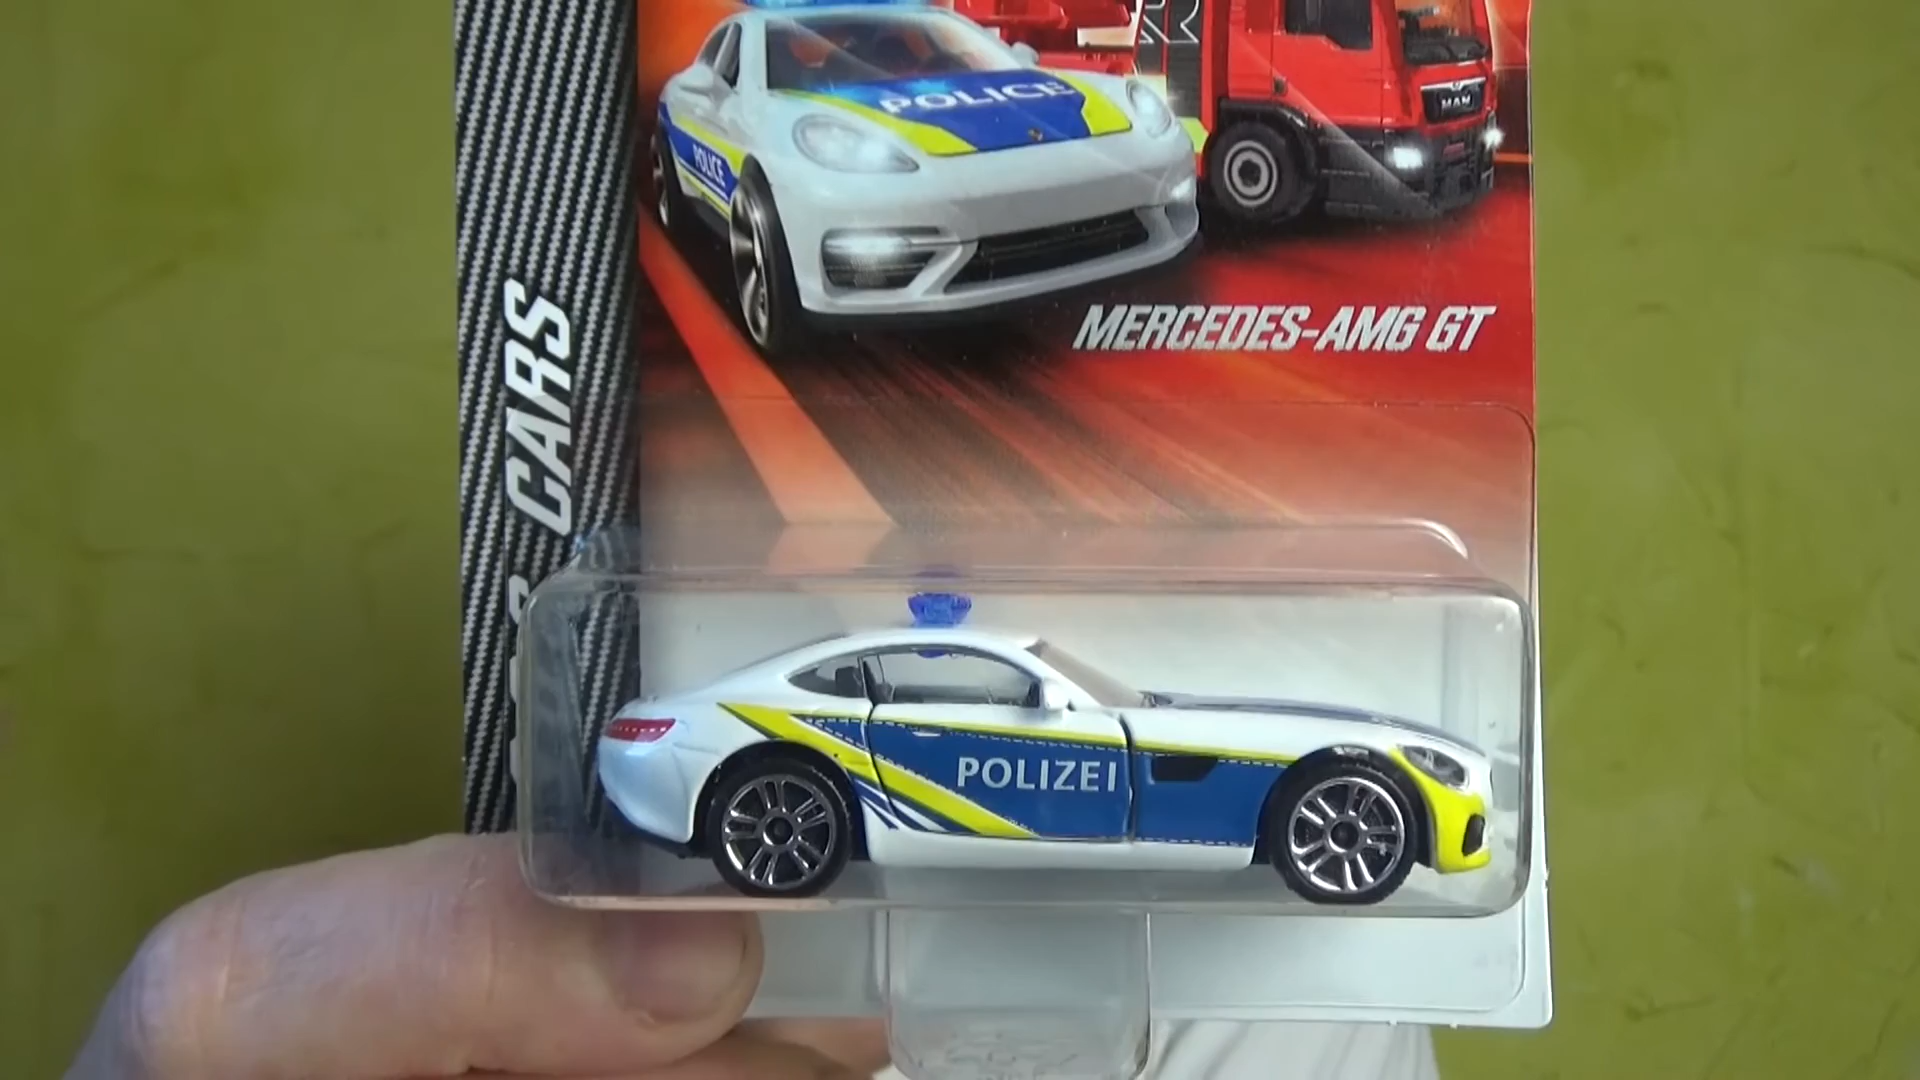 POLICE
POLICE
MAN
MERCEDES-AMG GT
CARS
POLIZEI